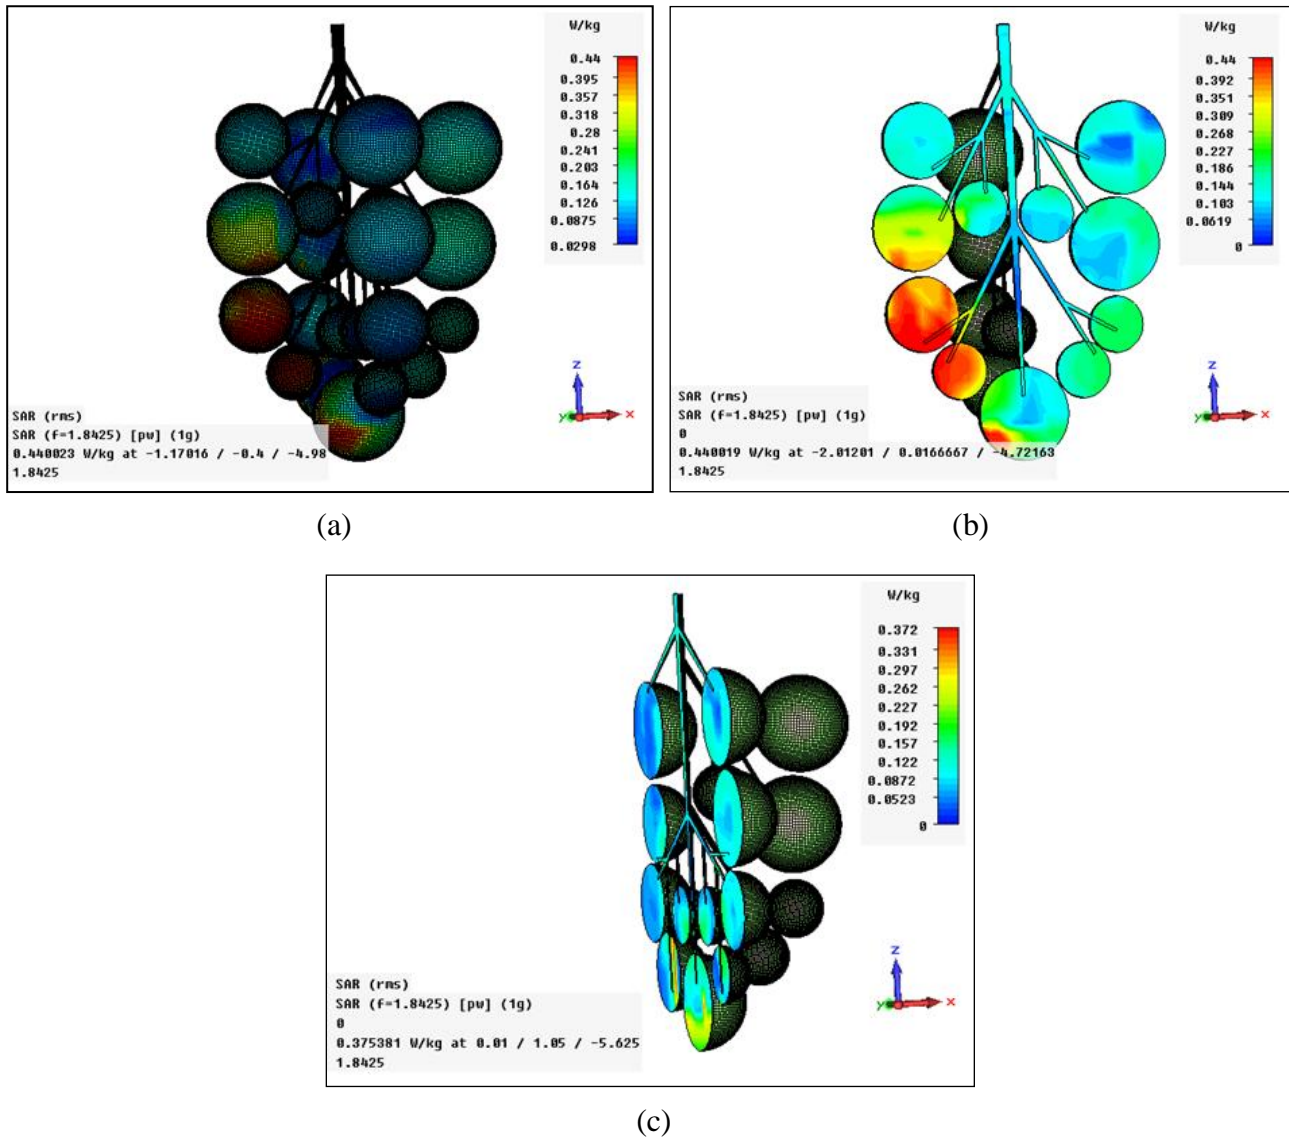 W/kg
0.44
0.395
0.357
0.318
0.28
0.241
0.203
0.164
0.126
0.0875
0.0298
z
y
x
SAR (rms)
SAR (f=1.8425) [pw] (1g)
0.440023 W/kg at -1.17016 / -0.4 / -4.98
1.8425
(a)
W/kg
0.44
0.392
0.351
0.309
0.268
0.227
0.186
0.144
0.103
0.0619
0
z
y
x
SAR (rms)
SAR (f=1.8425) [pw] (1g)
0
0.440019 W/kg at -2.01201 / 0.0166667 / -4.72163
1.8425
(b)
W/kg
0.372
0.331
0.297
0.262
0.227
0.192
0.157
0.122
0.0872
0.0523
0
z
y
x
SAR (rms)
SAR (f=1.8425) [pw] (1g)
0
0.375381 W/kg at 0.01 / 1.05 / -5.625
1.8425
(c)